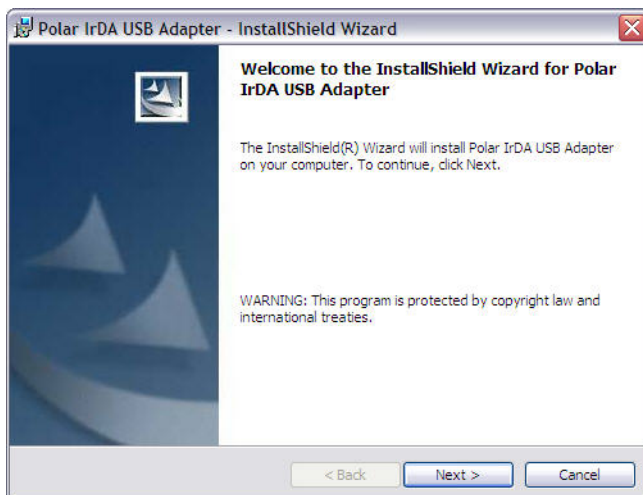 Polar IrDA USB Adapter - InstallShield Wizard
Welcome to the InstallShield Wizard for Polar
IrDA USB Adapter
The InstallShield(R) Wizard will install Polar IrDA USB Adapter
on your computer. To continue, click Next.
WARNING: This program is protected by copyright law and
international treaties.
< Back
Next >
Cancel